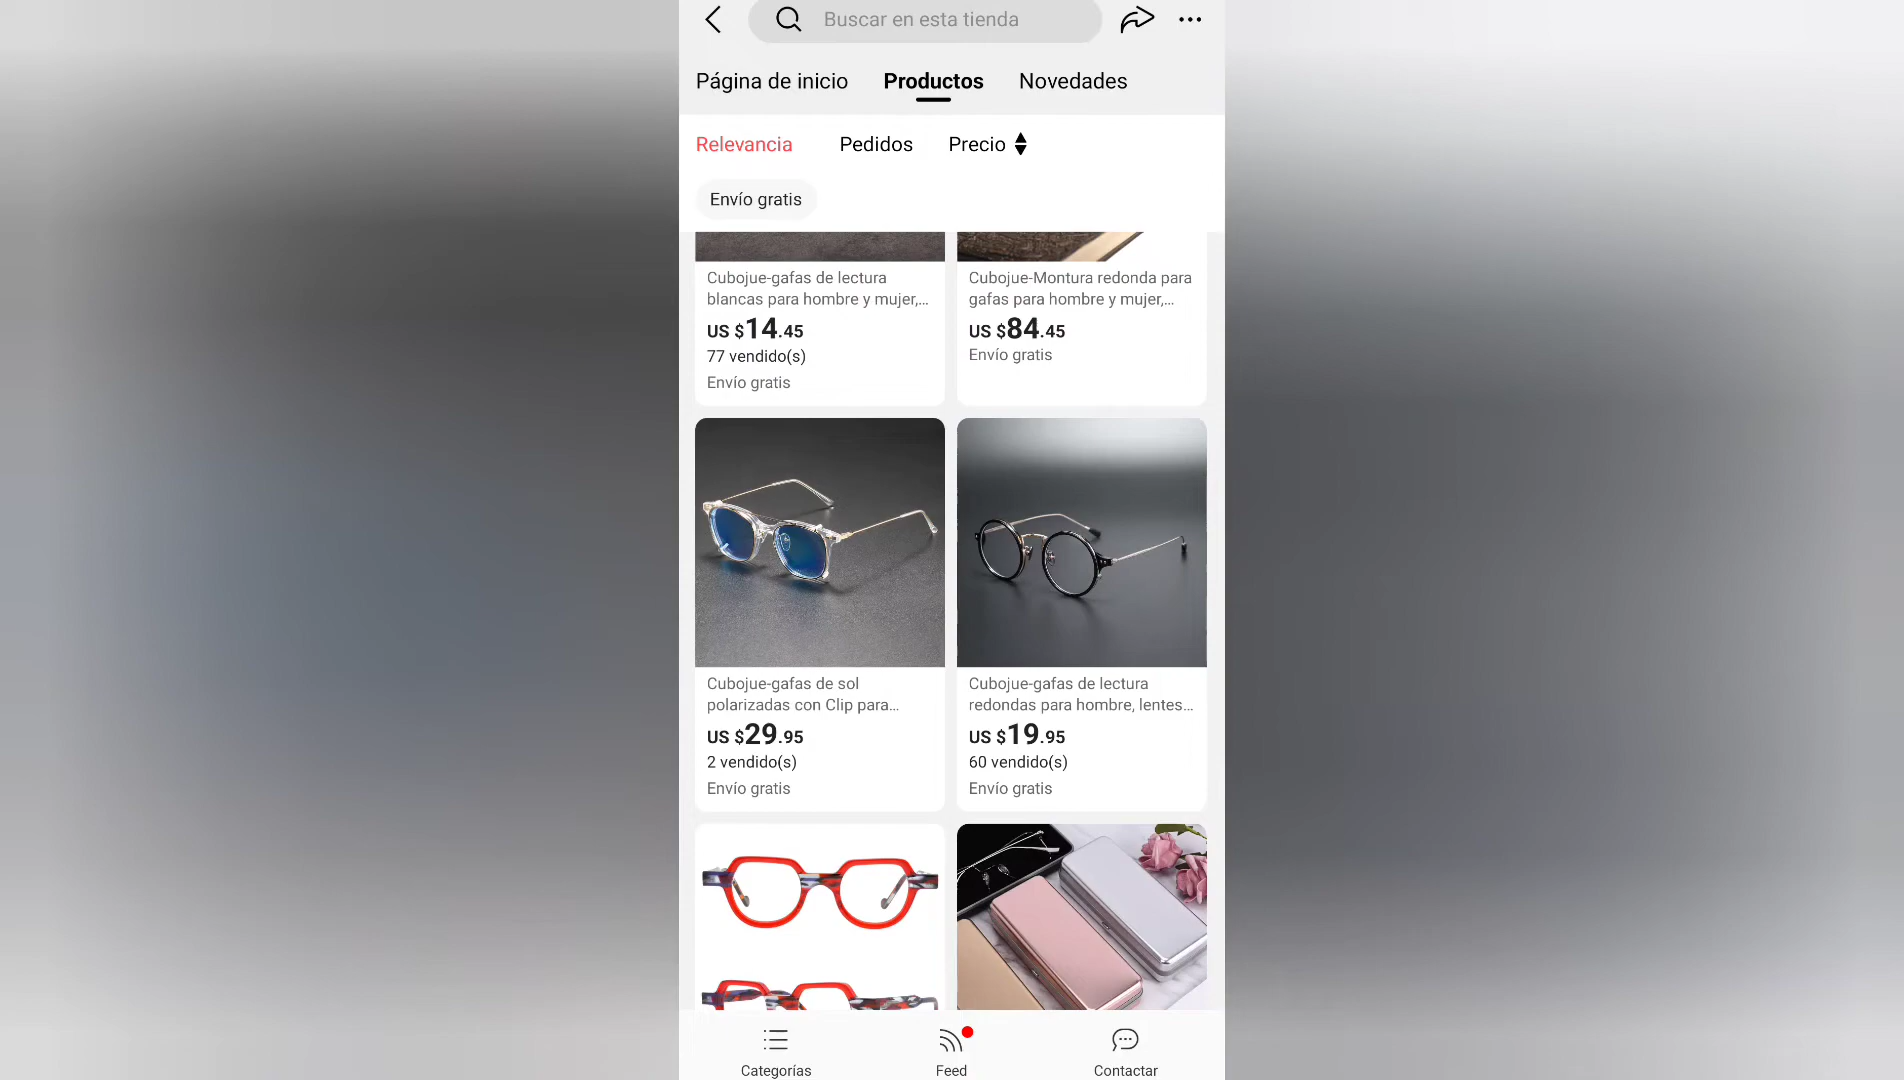 Buscar en esta tienda
Página de inicio
Productos
Novedades
Relevancia
Pedidos
Precio
Envío gratis
Cubojue-gafas de lectura
blancas para hombre y mujer,...
US $14.45
77 vendido(s)
Envío gratis
Cubojue-Montura redonda para
gafas para hombre y mujer,...
US $84.45
Envío gratis
Cubojue-gafas de sol
polarizadas con Clip para...
US $29.95
2 vendido(s)
Envío gratis
Cubojue-gafas de lectura
redondas para hombre, lentes...
US $19.95
60 vendido(s)
Envío gratis
Categorías
Feed
Contactar